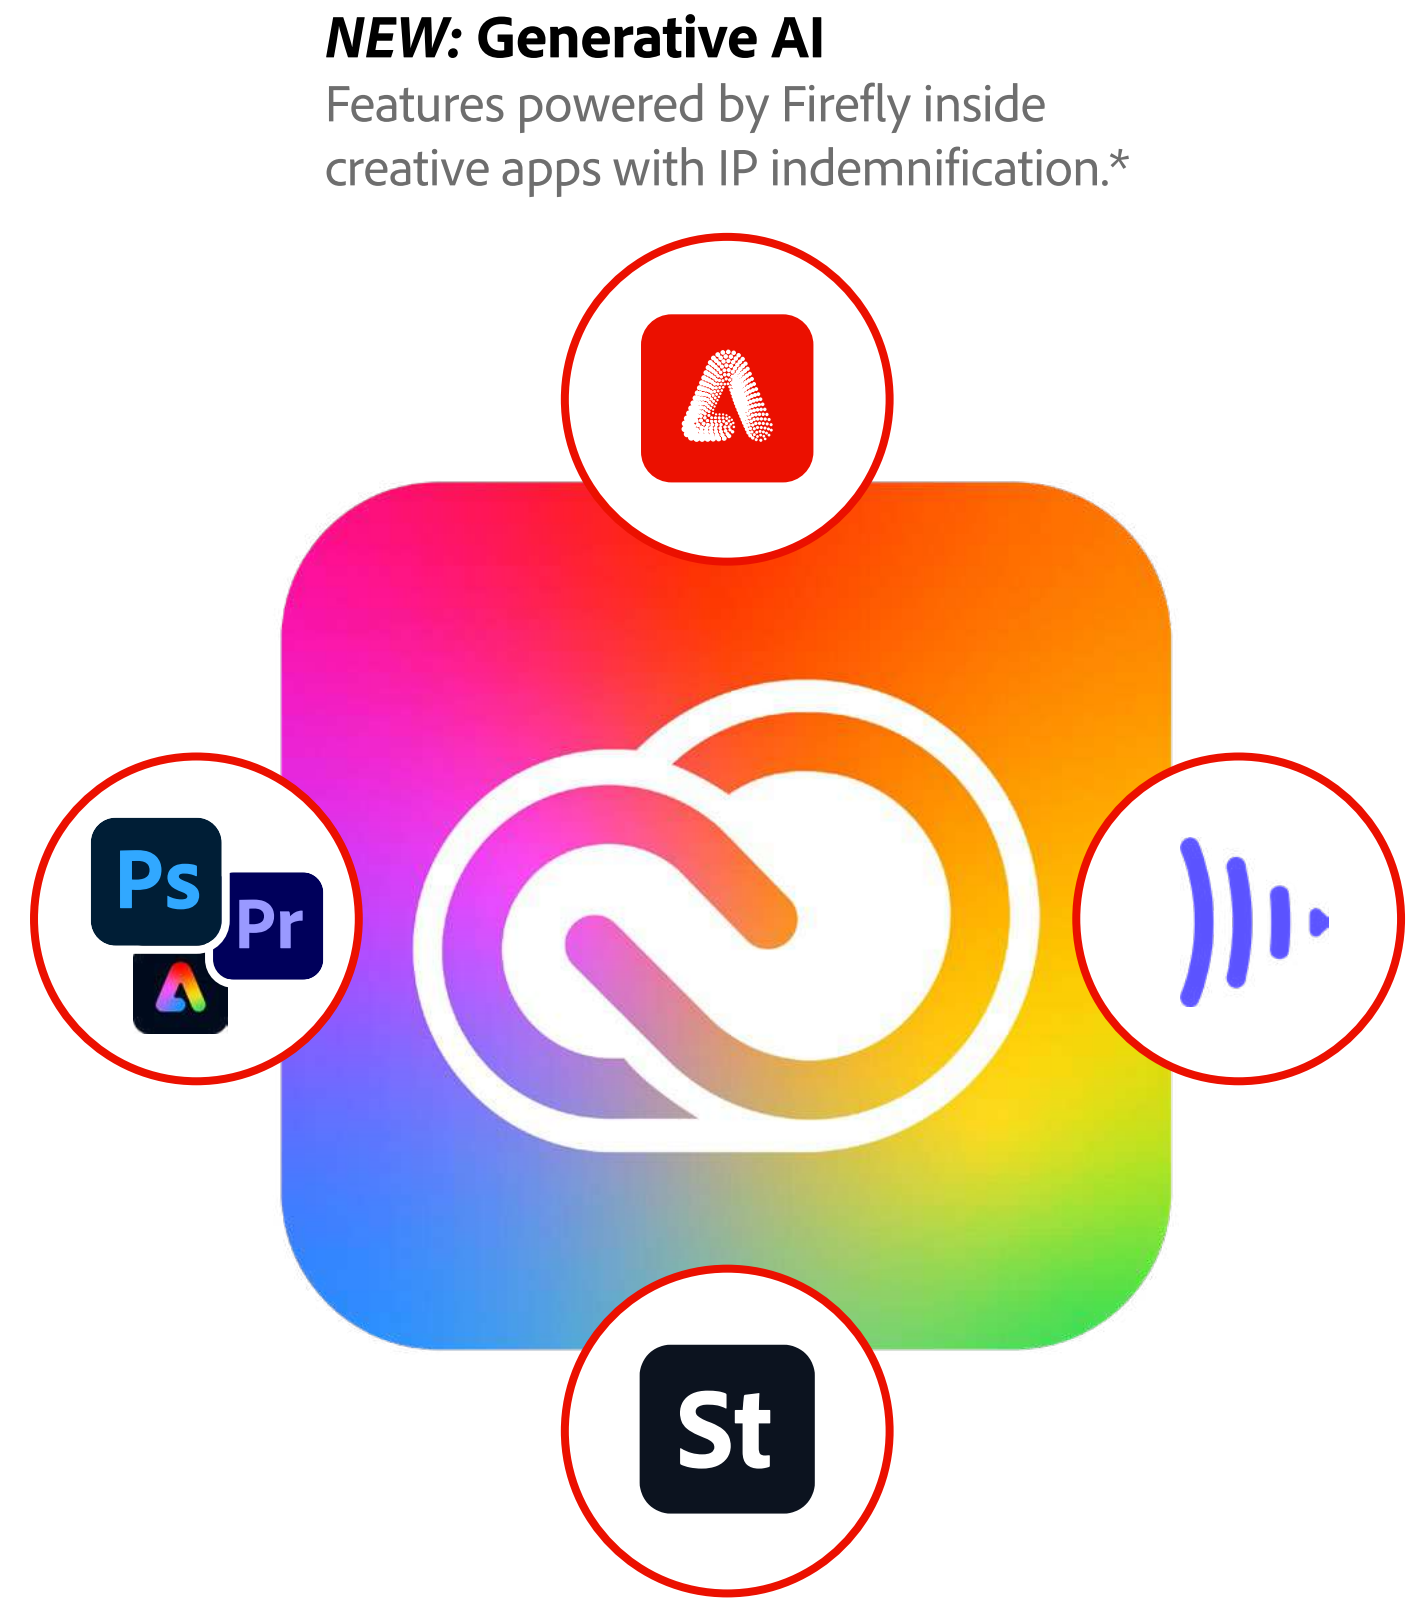 NEW: Generative AI
Features powered by Firefly inside
creative apps with IP indemnification.*
Ps
Pr
St